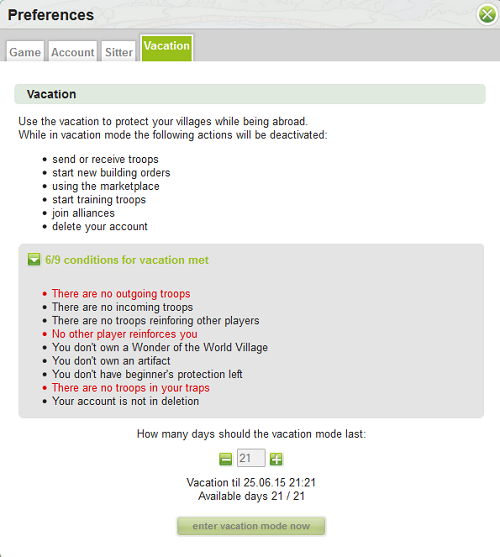 Preferences
Game
Account
Sitter
Vacation
Vacation
Use the vacation to protect your villages while being abroad.
While in vacation mode the following actions will be deactivated:
send or receive troops
start new building orders
using the marketplace
start training troops
join alliances
delete your account
6/9 conditions for vacation met
There are no outgoing troops
There are no incoming troops
There are no troops reinforing other players
No other player reinforces you
You don't own a Wonder of the World Village
You don't own an artifact
You don't have beginner's protection left
There are no troops in your traps
Your account is not in deletion
How many days should the vacation mode last:
21
Vacation til 25.06.15 21:21
Available days 21 / 21
enter vacation mode now